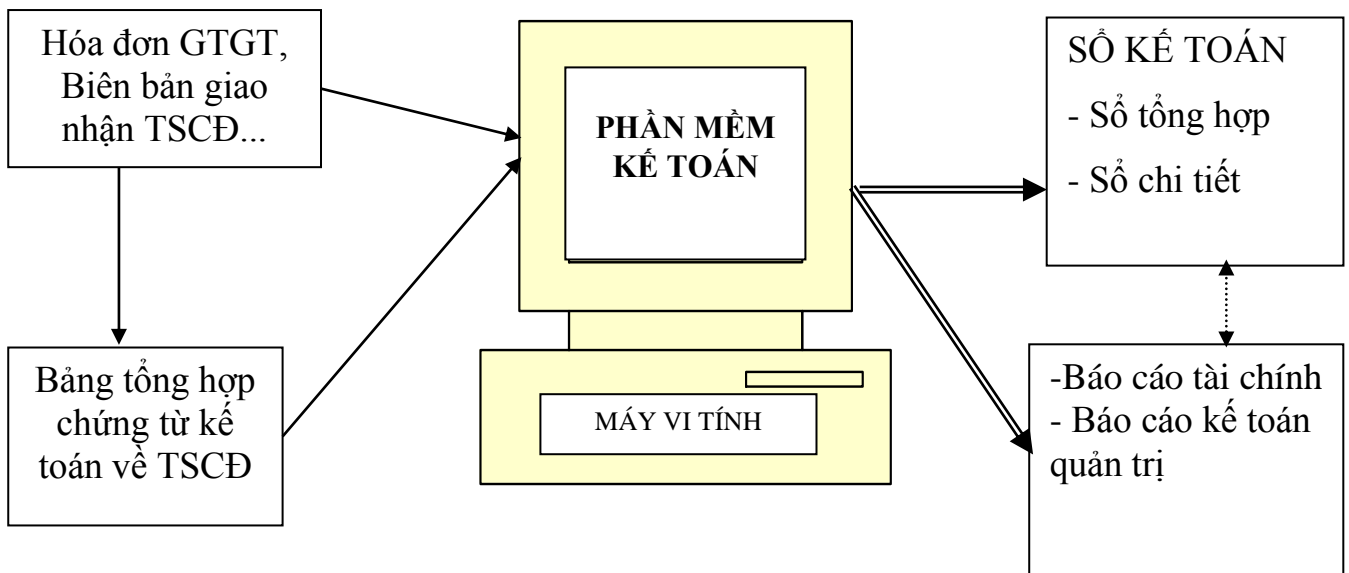 Hóa đơn GTGT,
Biên bản giao
nhận TSCĐ...
Bảng tổng hợp
chứng từ kế
toán về TSCĐ
PHẦN MỀM
KẾ TOÁN
MÁY VI TÍNH
SỔ KẾ TOÁN
- Sổ tổng hợp
- Sổ chi tiết
-Báo cáo tài chính
- Báo cáo kế toán
quản trị